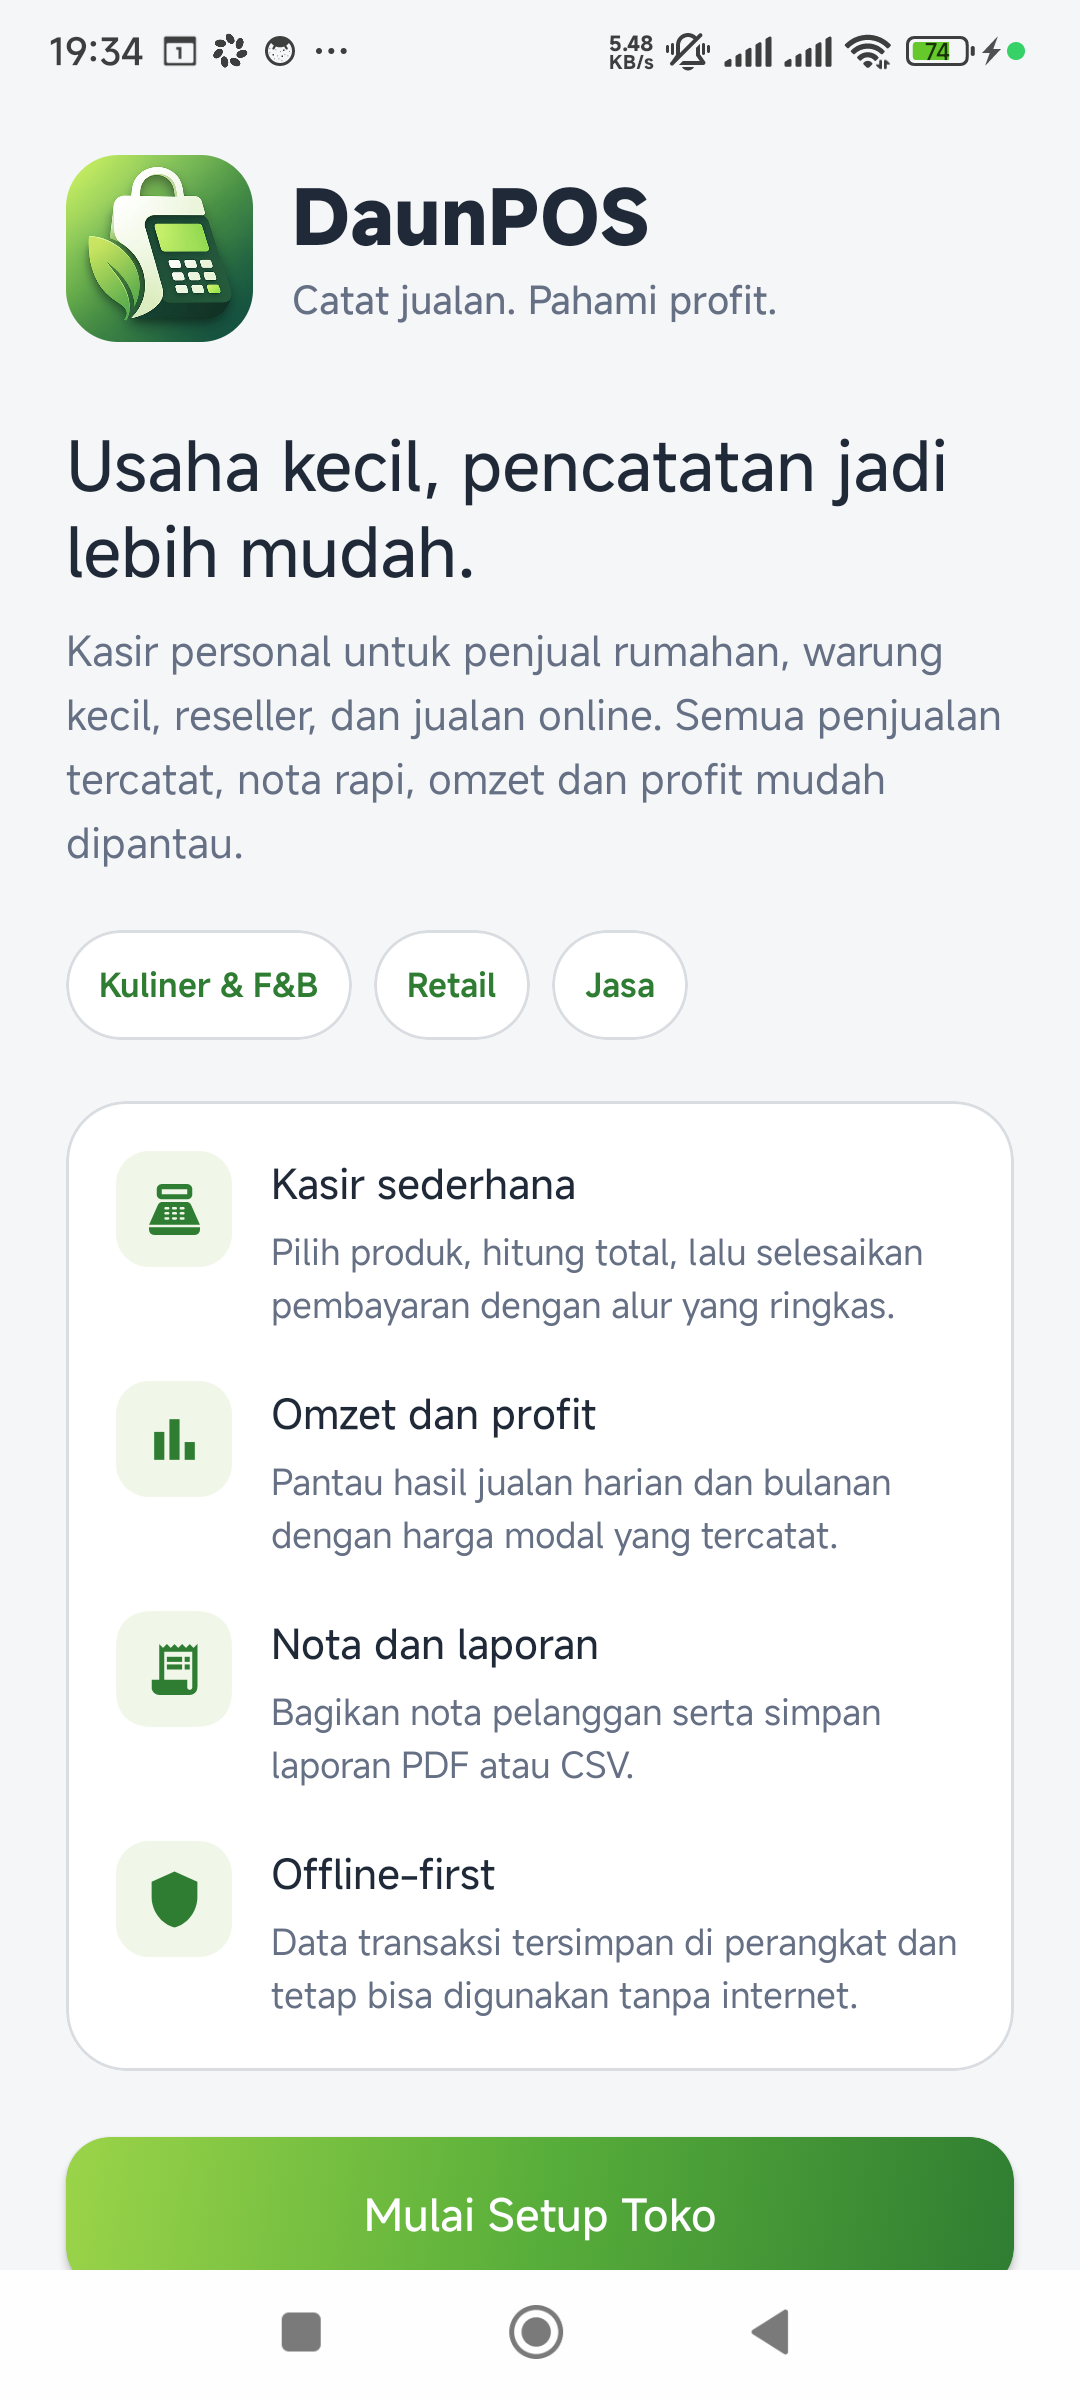 19:34
1
5.48
KB/s
74
DaunPOS
Catat jualan. Pahami profit.
Usaha kecil, pencatatan jadi
lebih mudah.
Kasir personal untuk penjual rumahan, warung
kecil, reseller, dan jualan online. Semua penjualan
tercatat, nota rapi, omzet dan profit mudah
dipantau.
Kuliner & F&B
Retail
Jasa
Kasir sederhana
Pilih produk, hitung total, lalu selesaikan
pembayaran dengan alur yang ringkas.
Omzet dan profit
Pantau hasil jualan harian dan bulanan
dengan harga modal yang tercatat.
Nota dan laporan
Bagikan nota pelanggan serta simpan
laporan PDF atau CSV.
Offline-first
Data transaksi tersimpan di perangkat dan
tetap bisa digunakan tanpa internet.
Mulai Setup Toko